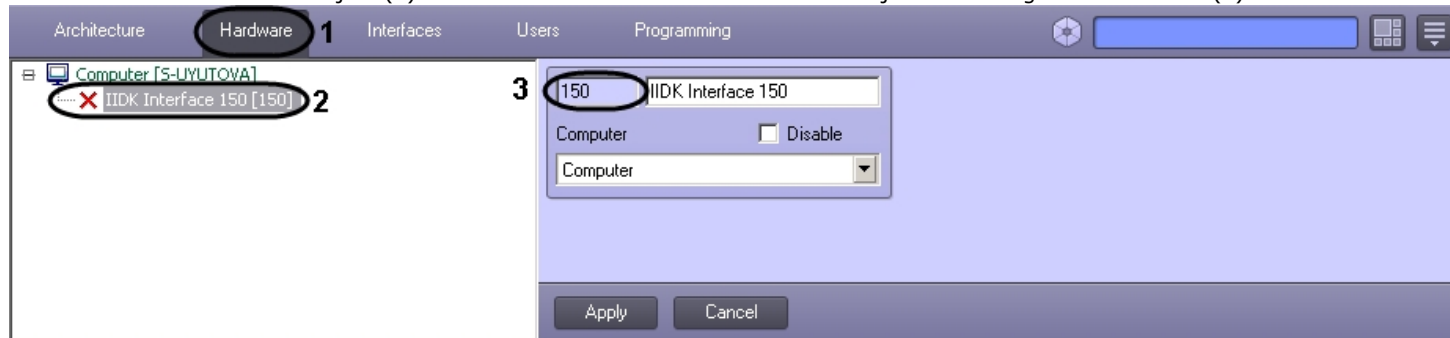 Architecture Hardware 1 Interfaces Users Programming
Computer [S-UYUTOVA]
IIDK Interface 150 [150] 2
3 150 IIDK Interface 150
Computer Disable
Computer
Apply Cancel